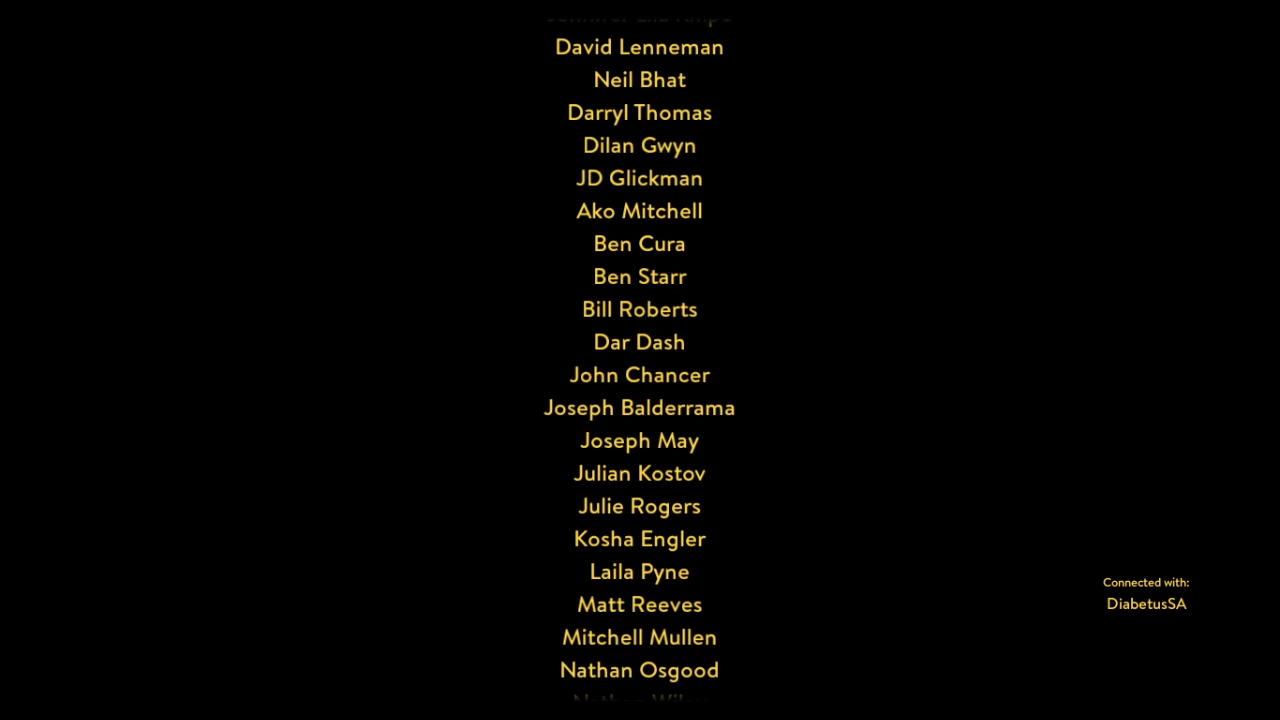 David Lenneman
Neil Bhat
Darryl Thomas
Dilan Gwyn
JD Glickman
Ako Mitchell
Ben Cura
Ben Starr
Bill Roberts
Dar Dash
John Chancer
Joseph Balderrama
Joseph May
Julian Kostov
Julie Rogers
Kosha Engler
Laila Pyne
Matt Reeves
Mitchell Mullen
Nathan Osgood
Connected with:
DiabetusSA